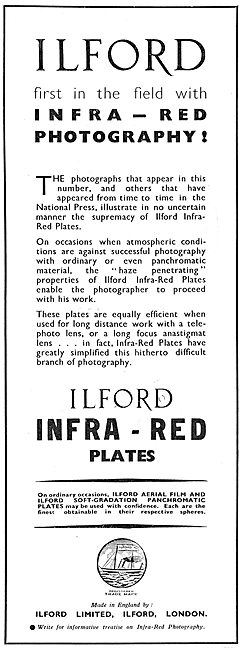 ILFORD
first in the field with
INFRA – RED
PHOTOGRAPHY!
THE photographs that appear in this
number, and others that have
appeared from time to time in the
National Press, illustrate in no uncertain
manner the supremacy of Ilford Infra-
Red Plates.
On occasions when atmospheric condi-
tions are against successful photography
with ordinary or even panchromatic
material, the "haze penetrating"
properties of Ilford Infra-Red Plates
enable the photographer to proceed
with his work.
These plates are equally efficient when
used for long distance work with a tele-
photo lens, or a long focus anastigmat
lens . . . in fact, Infra-Red Plates have
greatly simplified this hitherto difficult
branch of photography.
ILFORD
INFRA - RED
PLATES
On ordinary occasions, ILFORD AERIAL FILM AND
ILFORD SOFT-GRADATION PANCHROMATIC
PLATES may be used with confidence. Each are the
finest obtainable in their respective spheres.
REGISTERED
TRADE MARK
Made in England by:
ILFORD LIMITED, ILFORD, LONDON.
● Write for informative treatise on Infra-Red Photography.